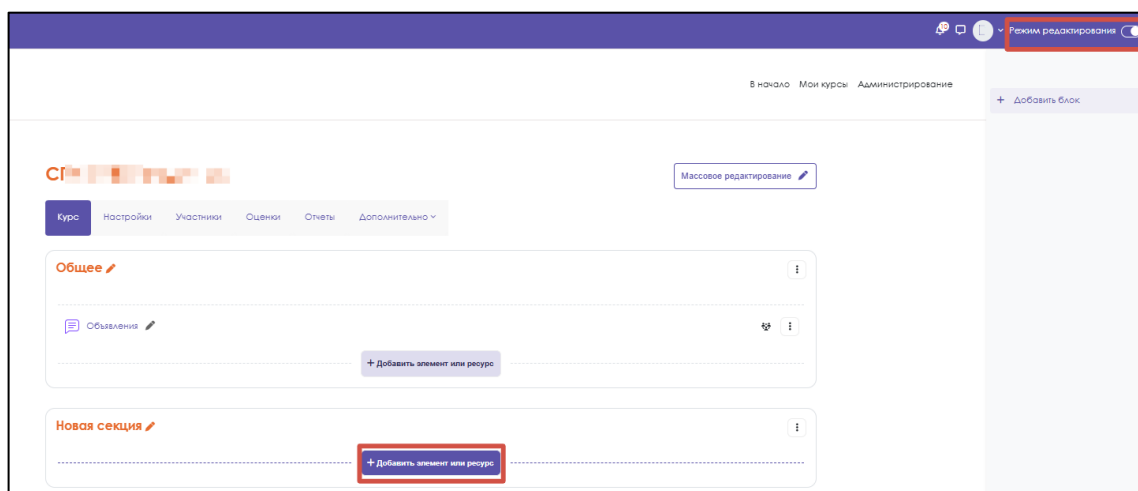 10
Режим редактирования
В начало Мои курсы Администрирование
+ Добавить блок
Массовое редактирование
Курс Настройки Участники Оценки Отчеты Дополнительно
Общее
Объявления
+ Добавить элемент или ресурс
Новая секция
+ Добавить элемент или ресурс